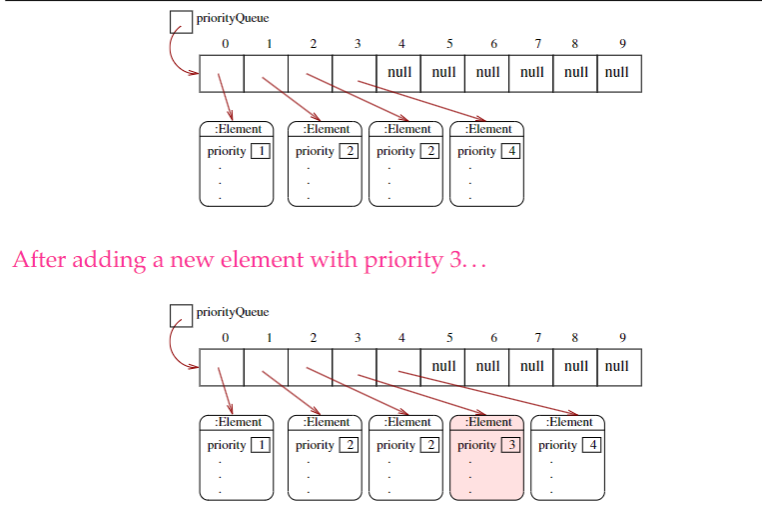 priorityQueue
0 1 2 3 4 5 6 7 8 9
null null null null null null
:Element :Element :Element :Element
priority 1 priority 2 priority 2 priority 4
. . . .
. . . .
. . . .
After adding a new element with priority 3...
priorityQueue
0 1 2 3 4 5 6 7 8 9
null null null null null
:Element :Element :Element :Element :Element
priority 1 priority 2 priority 2 priority 3 priority 4
. . . . .
. . . . .
. . . . .